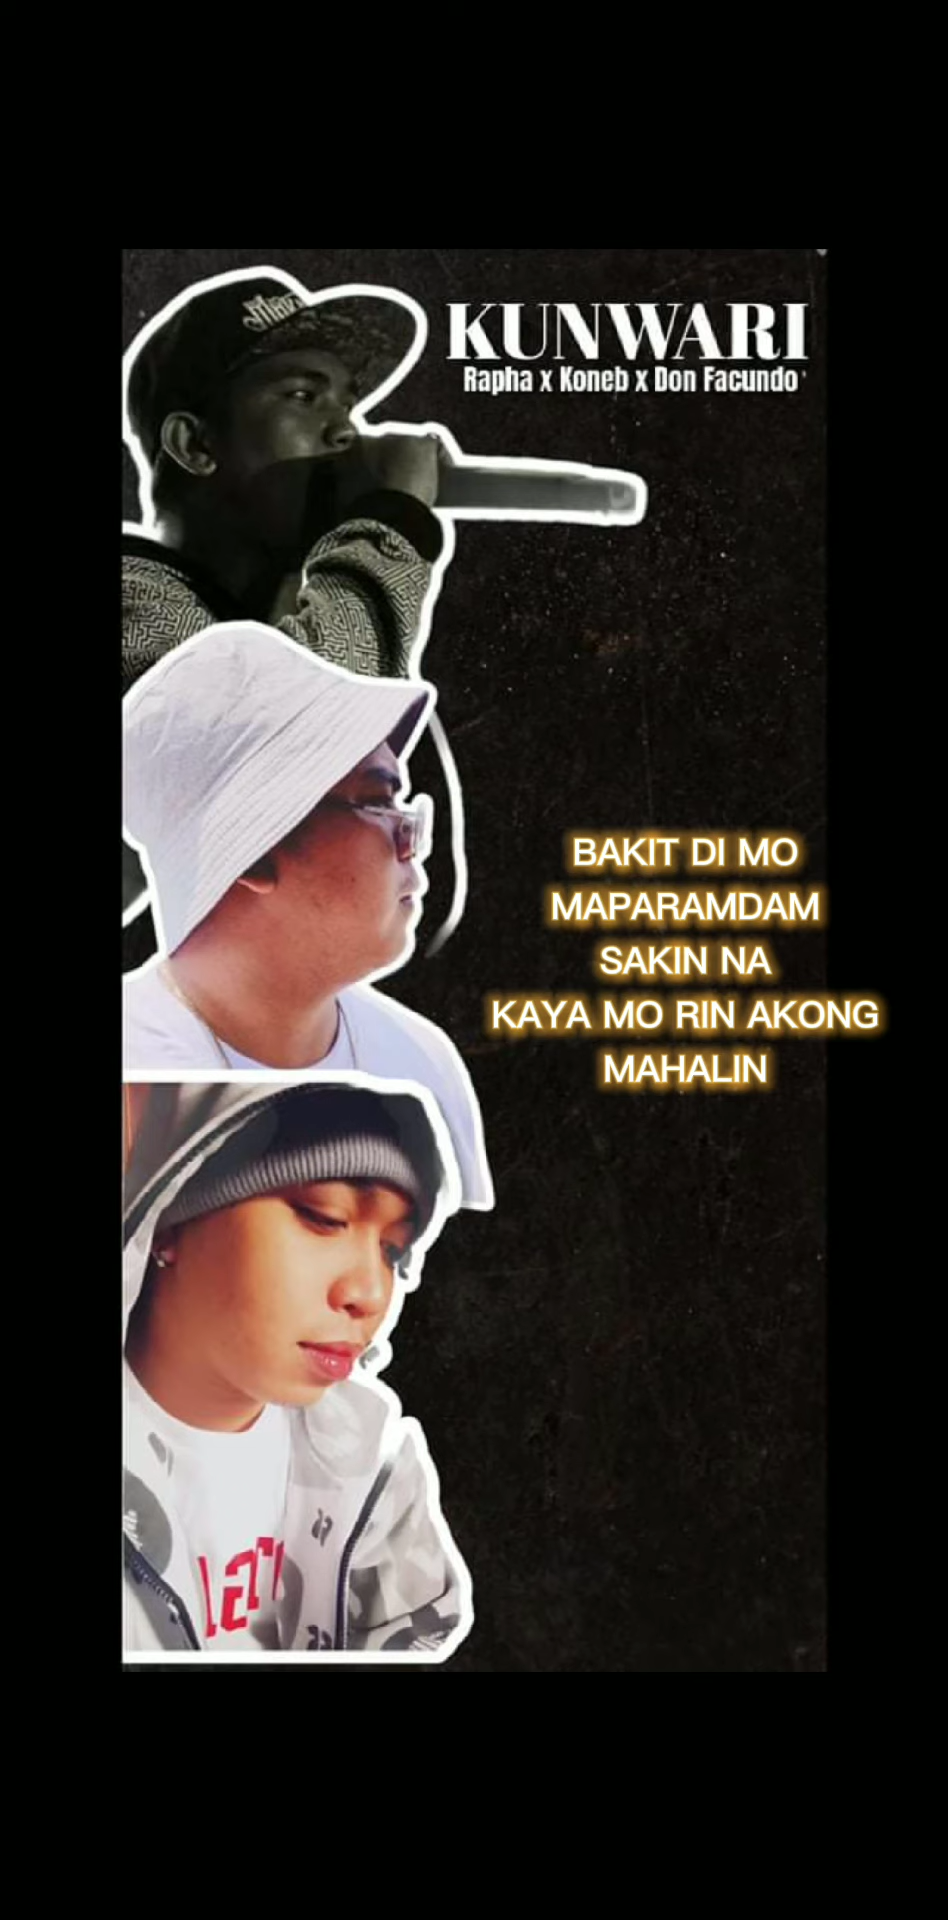 KUNWARI
Rapha x Koneb x Don Facundo
BAKIT DI MO
MAPARAMDAM
SAKIN NA
KAYA MO RIN AKONG
MAHALIN